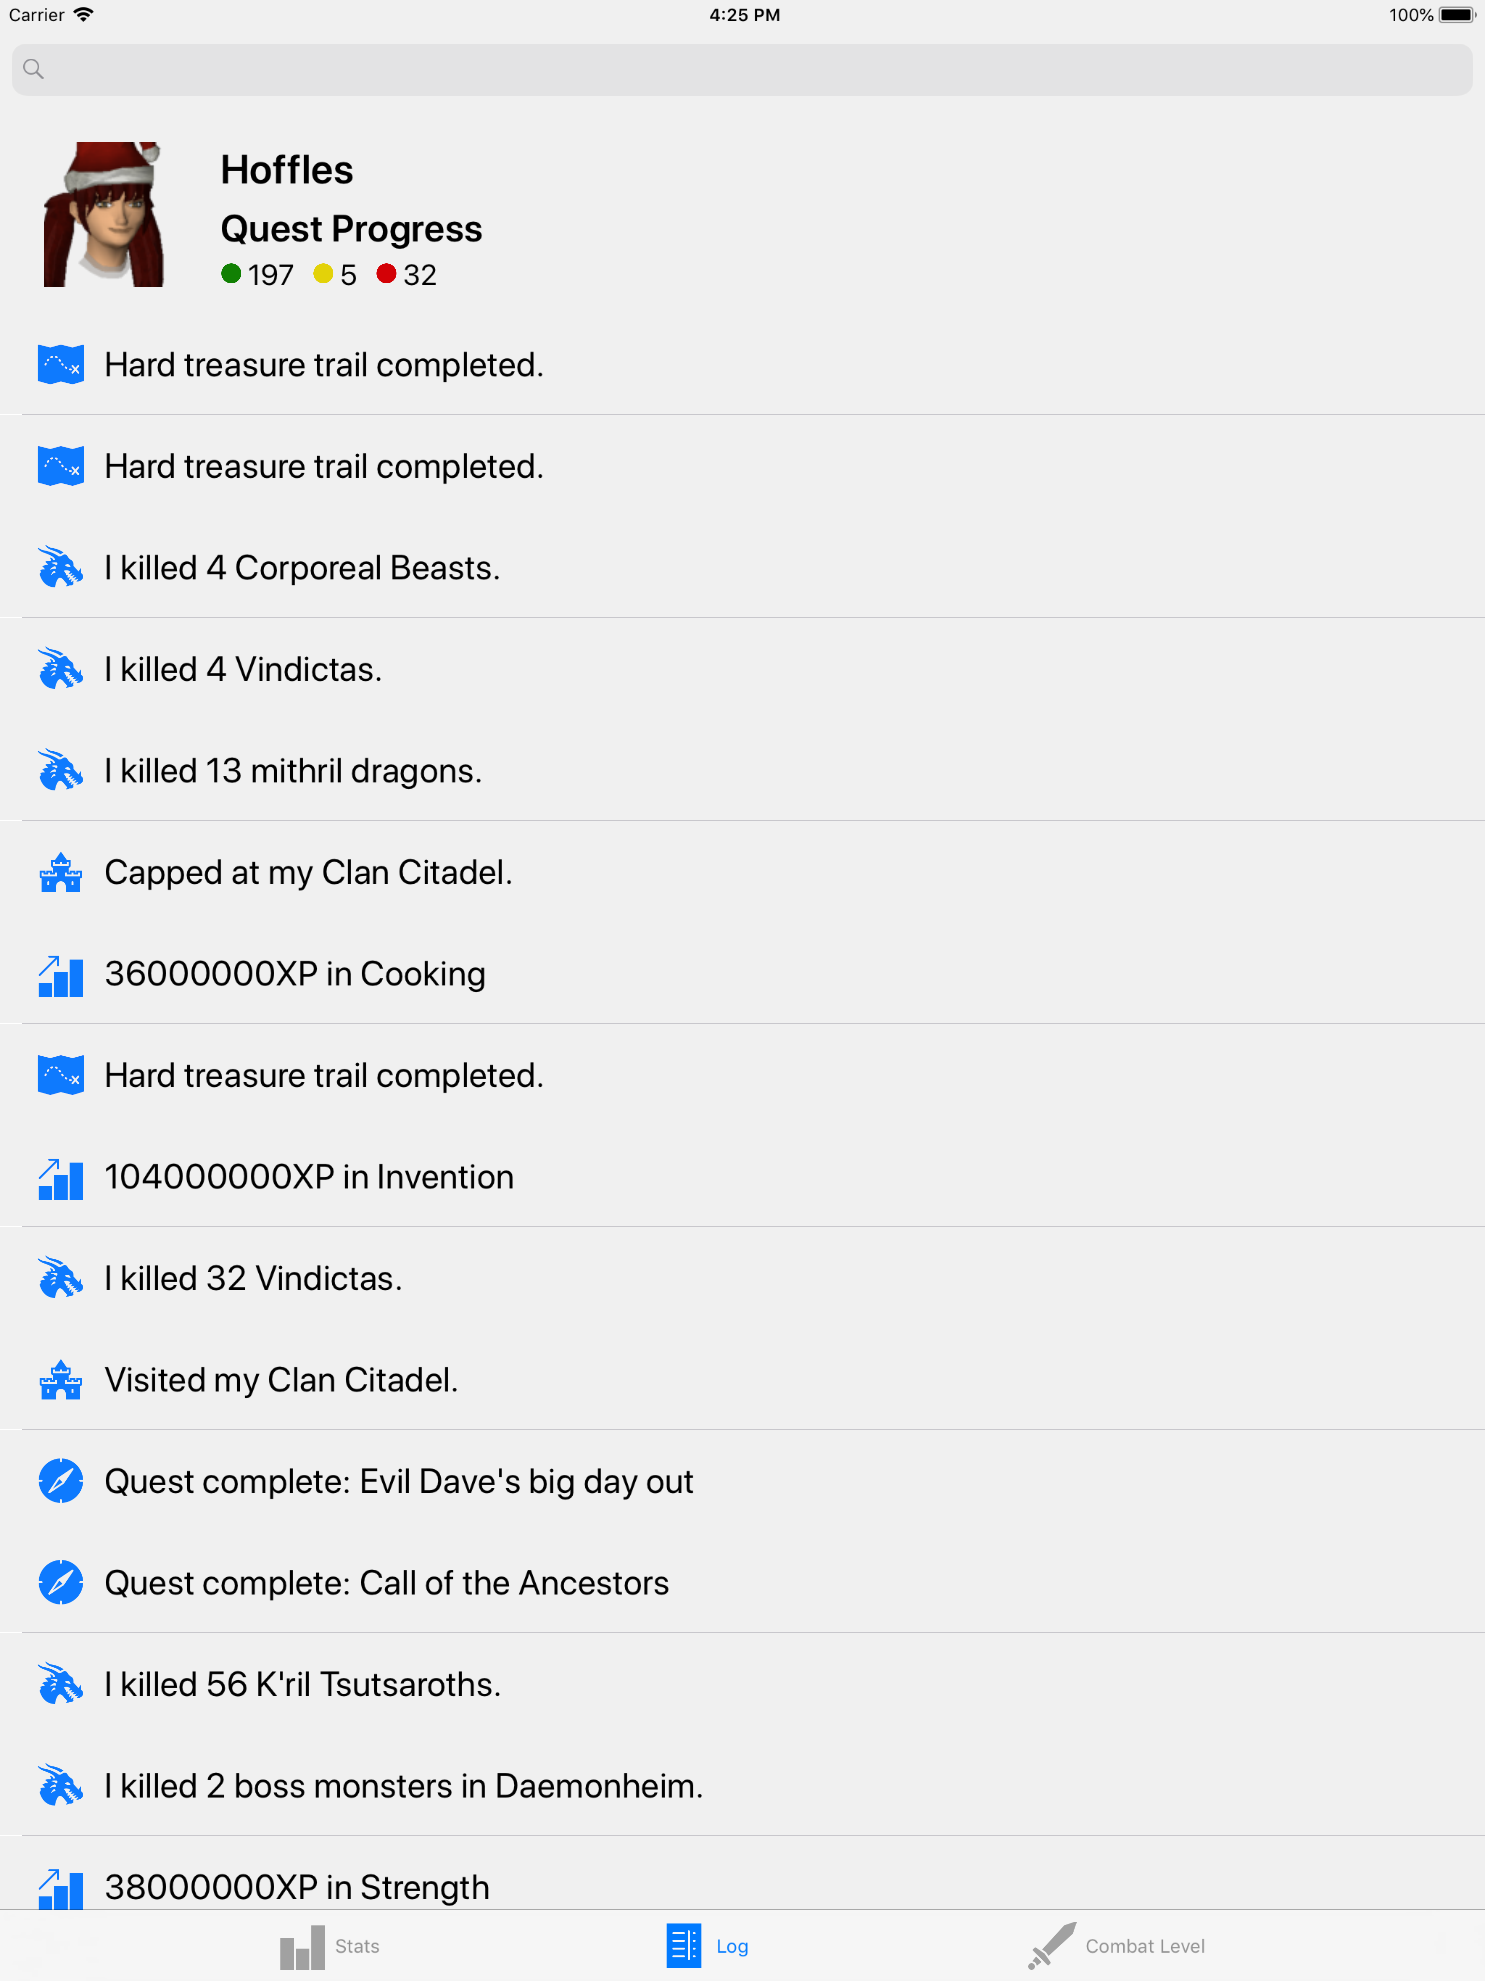 Carrier 4:25 PM 100%
Hoffles
Quest Progress
197 5 32
Hard treasure trail completed.
Hard treasure trail completed.
I killed 4 Corporeal Beasts.
I killed 4 Vindictas.
I killed 13 mithril dragons.
Capped at my Clan Citadel.
36000000XP in Cooking
Hard treasure trail completed.
104000000XP in Invention
I killed 32 Vindictas.
Visited my Clan Citadel.
Quest complete: Evil Dave's big day out
Quest complete: Call of the Ancestors
I killed 56 K'ril Tsutsaroths.
I killed 2 boss monsters in Daemonheim.
38000000XP in Strength
Stats Log Combat Level